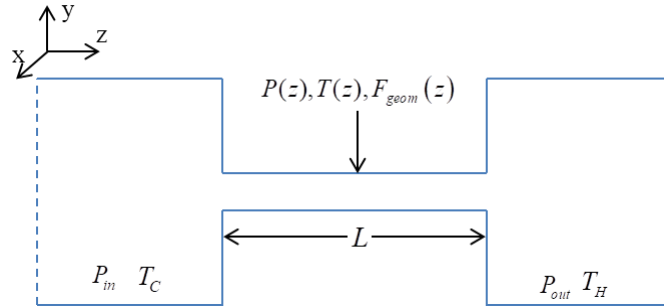 y
x z
P(z),T(z),F_geom(z)
L
P_in T_C P_out T_H